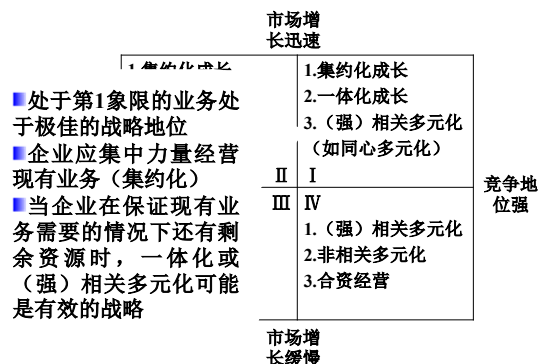 市场增
长迅速
1.集约化成长
1.集约化成长
2.一体化成长
3.（强）相关多元化
（如同心多元化）
■处于第1象限的业务处
于极佳的战略地位
■企业应集中力量经营
现有业务（集约化）
■当企业在保证现有业
务需要的情况下还有剩
余资源时，一体化或
（强）相关多元化可能
是有效的战略
Ⅱ Ⅰ
Ⅲ Ⅳ
1.（强）相关多元化
2.非相关多元化
3.合资经营
竞争地
位强
市场增
长缓慢